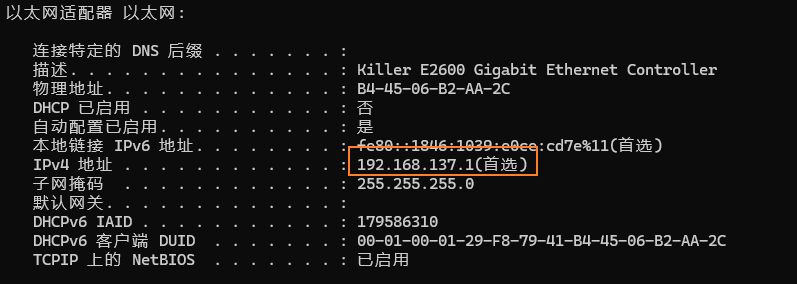 以太网适配器 以太网:
连接特定的 DNS 后缀 . . . . . . . :
描述. . . . . . . . . . . . . . . : Killer E2600 Gigabit Ethernet Controller
物理地址. . . . . . . . . . . . . : B4-45-06-B2-AA-2C
DHCP 已启用 . . . . . . . . . . . : 否
自动配置已启用. . . . . . . . . . : 是
本地链接 IPv6 地址. . . . . . . . : fe80::1846:1039:e0ce:cd7e%11(首选)
IPv4 地址 . . . . . . . . . . . . : 192.168.137.1(首选)
子网掩码 . . . . . . . . . . . . : 255.255.255.0
默认网关. . . . . . . . . . . . . :
DHCPv6 IAID . . . . . . . . . . . : 179586310
DHCPv6 客户端 DUID . . . . . . . : 00-01-00-01-29-F8-79-41-B4-45-06-B2-AA-2C
TCPIP 上的 NetBIOS . . . . . . . : 已启用